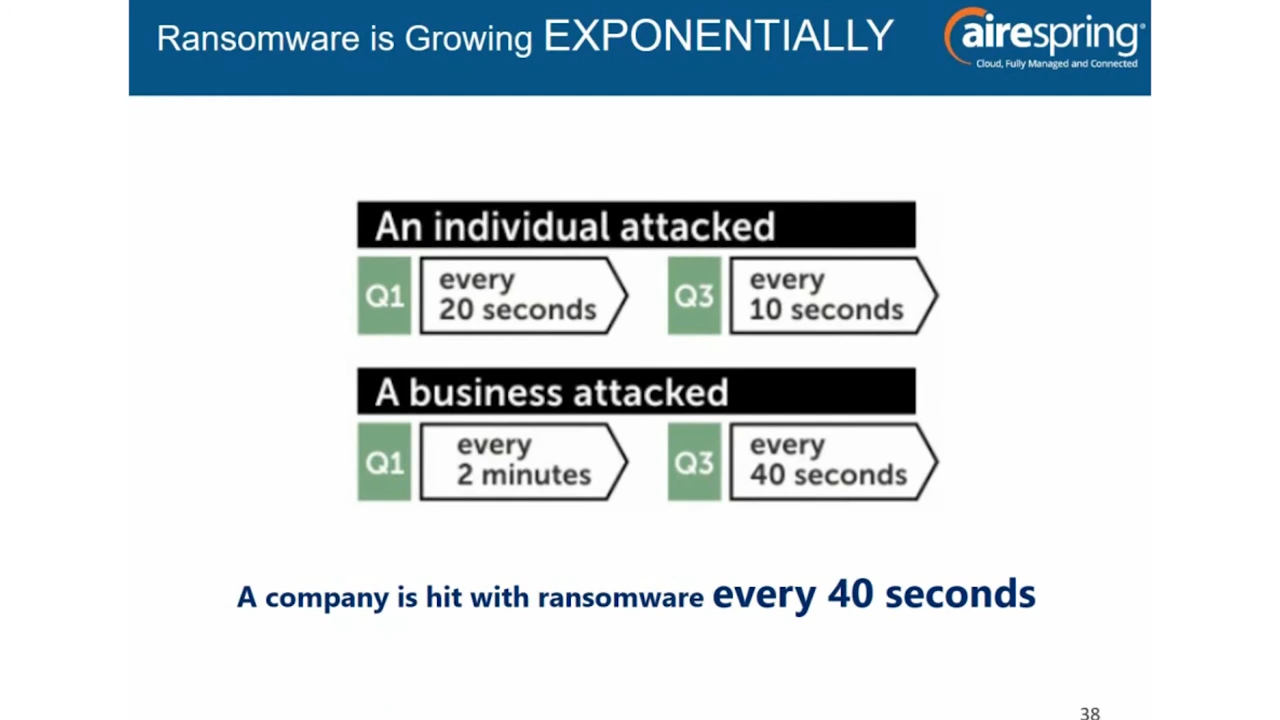 Ransomware is Growing EXPONENTIALLY
airespring®
Cloud, Fully Managed and Connected
An individual attacked
Q1
every
20 seconds
Q3
every
10 seconds
A business attacked
Q1
every
2 minutes
Q3
every
40 seconds
A company is hit with ransomware every 40 seconds
38